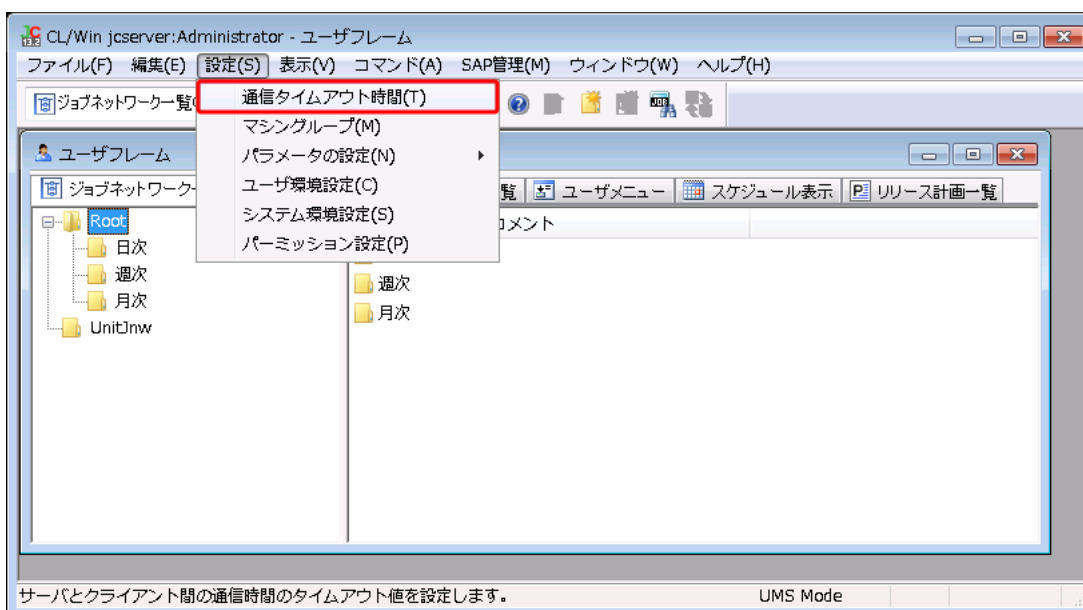 CL/Win jcserver:Administrator - ユーザフレーム
ファイル(F) 編集(E) 設定(S) 表示(V) コマンド(A) SAP管理(M) ウィンドウ(W) ヘルプ(H)
ジョブネットワーク一覧
通信タイムアウト時間(T)
マシングループ(M)
パラメータの設定(N)
ユーザ環境設定(C)
システム環境設定(S)
パーミッション設定(P)
ユーザフレーム
ジョブネットワーク 覧 ユーザメニュー スケジュール表示 リリース計画一覧
Root
日次
週次
月次
UnitJnw
コメント
週次
月次
サーバとクライアント間の通信時間のタイムアウト値を設定します。 UMS Mode